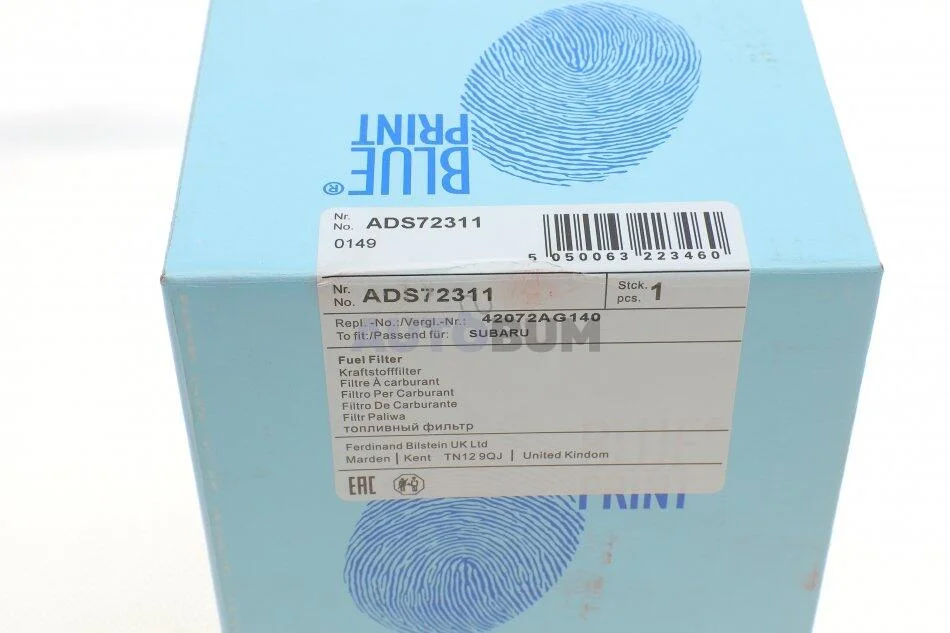 BLUE
PRINT
®
Nr.
No. ADS72311
0149
5 050063 223460
Nr.
No. ADS72311
Stck.
pcs. 1
Repl. -No.:/Vergl.-Nr.: 42072AG140
To fit:/Passend für: SUBARU
AUTOBUM
Fuel Filter
Kraftstofffilter
Filtre À carburant
Filtro Per Carburant
Filtro De Carburante
Filtr Paliwa
топливный фильтр
Ferdinand Bilstein UK Ltd
Marden | Kent TN12 9QJ | United Kindom
EAC
PRINT